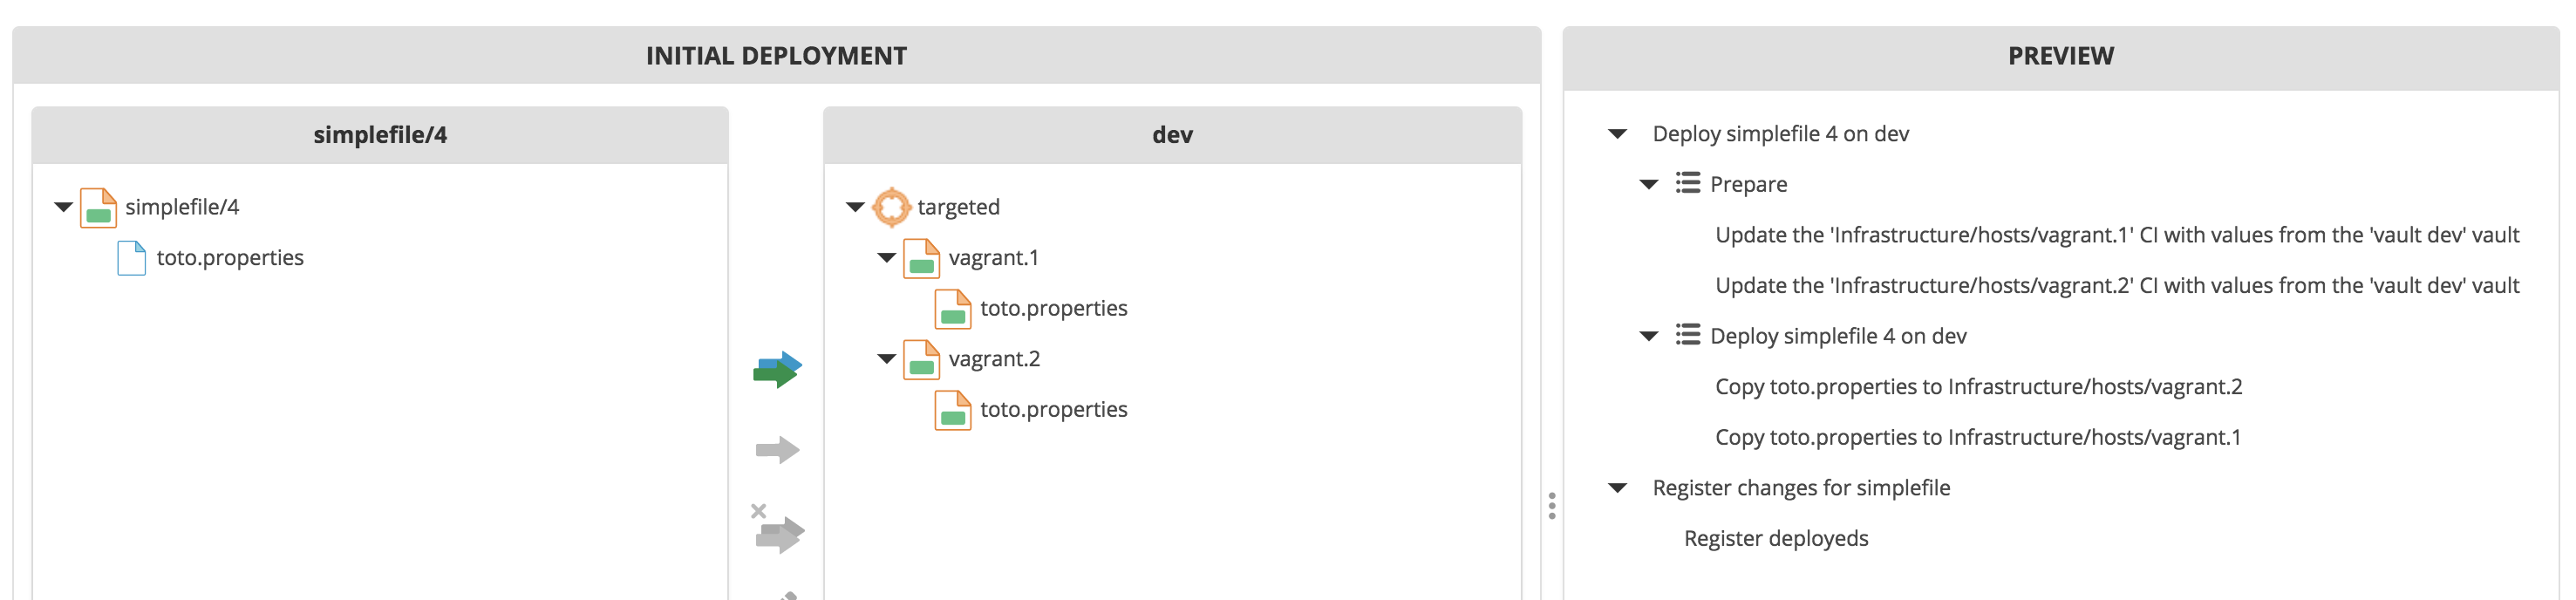 INITIAL DEPLOYMENT
simplefile/4
simplefile/4
toto.properties
dev
targeted
vagrant.1
toto.properties
vagrant.2
toto.properties
PREVIEW
Deploy simplefile 4 on dev
Prepare
Update the 'Infrastructure/hosts/vagrant.1' CI with values from the 'vault dev' vault
Update the 'Infrastructure/hosts/vagrant.2' CI with values from the 'vault dev' vault
Deploy simplefile 4 on dev
Copy toto.properties to Infrastructure/hosts/vagrant.2
Copy toto.properties to Infrastructure/hosts/vagrant.1
Register changes for simplefile
Register deployeds